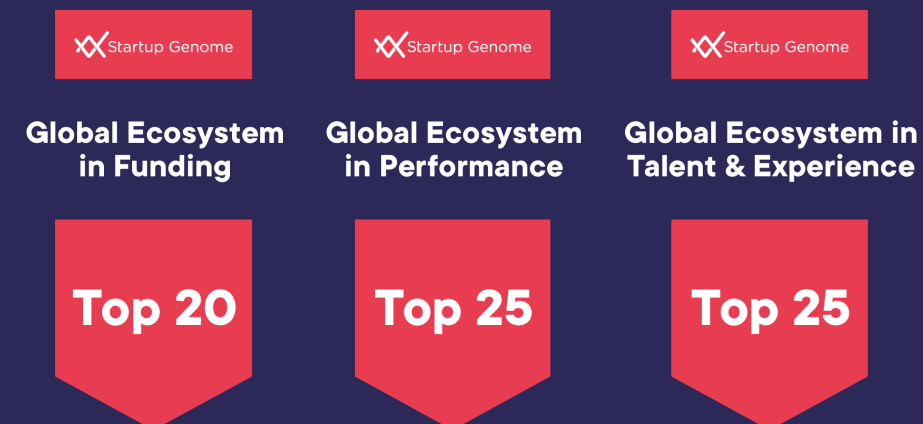 Startup Genome
Global Ecosystem
in Funding
Top 20
Startup Genome
Global Ecosystem
in Performance
Top 25
Startup Genome
Global Ecosystem in
Talent & Experience
Top 25